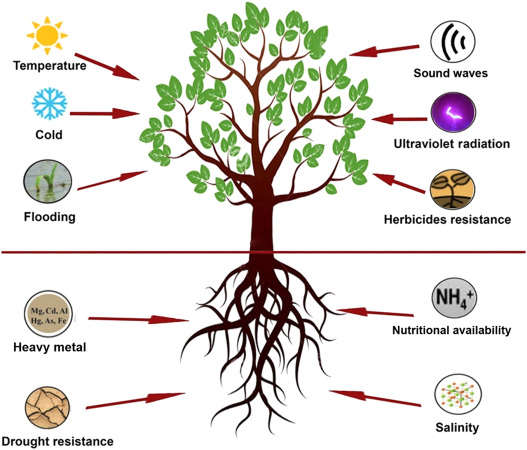 Temperature
Sound waves
Cold
Ultraviolet radiation
Flooding
Herbicides resistance
Mg, Cd, Al
Hg, As, Fe
Heavy metal
NH₄⁺
Nutritional availability
Drought resistance
Salinity